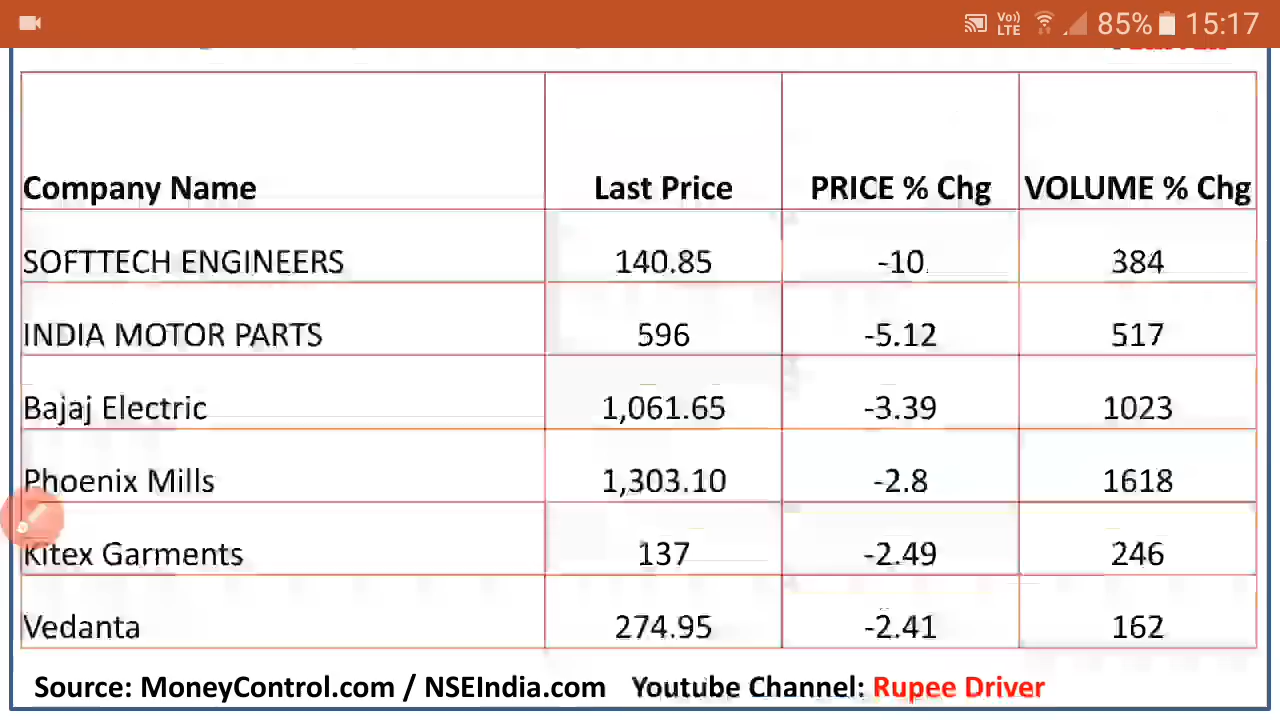 Vo) LTE 85% 15:17
Company Name Last Price PRICE % Chg VOLUME % Chg
SOFTTECH ENGINEERS 140.85 -10 384
INDIA MOTOR PARTS 596 -5.12 517
Bajaj Electric 1,061.65 -3.39 1023
Phoenix Mills 1,303.10 -2.8 1618
Kitex Garments 137 -2.49 246
Vedanta 274.95 -2.41 162
Source: MoneyControl.com / NSEIndia.com Youtube Channel: Rupee Driver